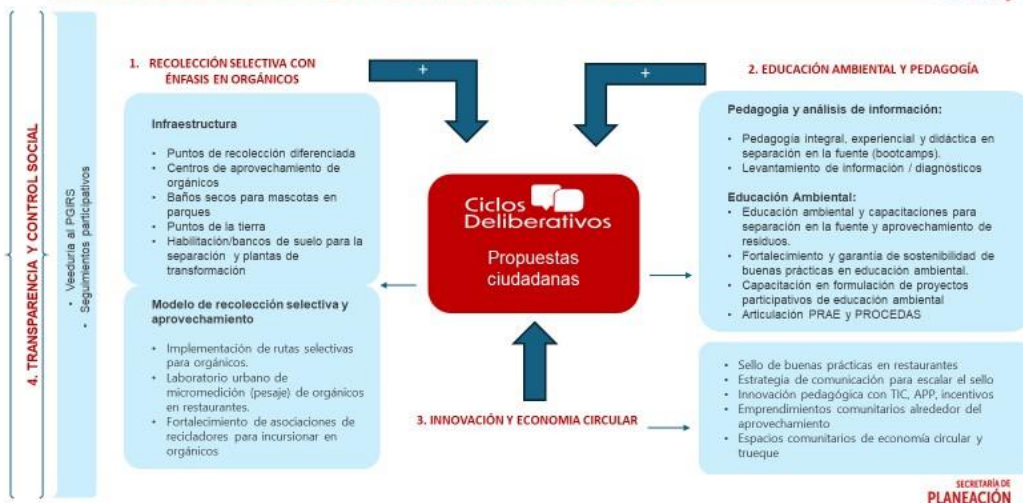 4. TRANSPARENCIA Y CONTROL SOCIAL
• Veeduria al PGIRS
• Seguimientos participativos
1. RECOLECCIÓN SELECTIVA CON
ÉNFASIS EN ORGÁNICOS
Infraestructura
• Puntos de recolección diferenciada
• Centros de aprovechamiento de
orgánicos
• Baños secos para mascotas en
parques
• Puntos de la tierra
• Habilitación/bancos de suelo para la
separación y plantas de
transformación
Modelo de recolección selectiva y
aprovechamiento
• Implementación de rutas selectivas
para orgánicos.
• Laboratorio urbano de
micromedición (pesaje) de orgánicos
en restaurantes.
• Fortalecimiento de asociaciones de
recicladores para incursionar en
orgánicos
+
+
Ciclos
Deliberativos
Propuestas
ciudadanas
3. INNOVACIÓN Y ECONOMIA CIRCULAR
2. EDUCACIÓN AMBIENTAL Y PEDAGOGÍA
Pedagogía y análisis de información:
• Pedagogía integral, experiencial y didáctica en
separación en la fuente (bootcamps).
• Levantamiento de información / diagnósticos
Educación Ambiental:
• Educación ambiental y capacitaciones para
separación en la fuente y aprovechamiento de
residuos.
• Fortalecimiento y garantía de sostenibilidad de
buenas prácticas en educación ambiental.
• Capacitación en formulación de proyectos
participativos de educación ambiental
• Articulación PRAE y PROCEDAS
• Sello de buenas prácticas en restaurantes
• Estrategia de comunicación para escalar el sello
• Innovación pedagógica con TIC, APP, incentivos
• Emprendimientos comunitarios alrededor del
aprovechamiento
• Espacios comunitarios de economía circular y
trueque
SECRETARÍA DE
PLANEACIÓN